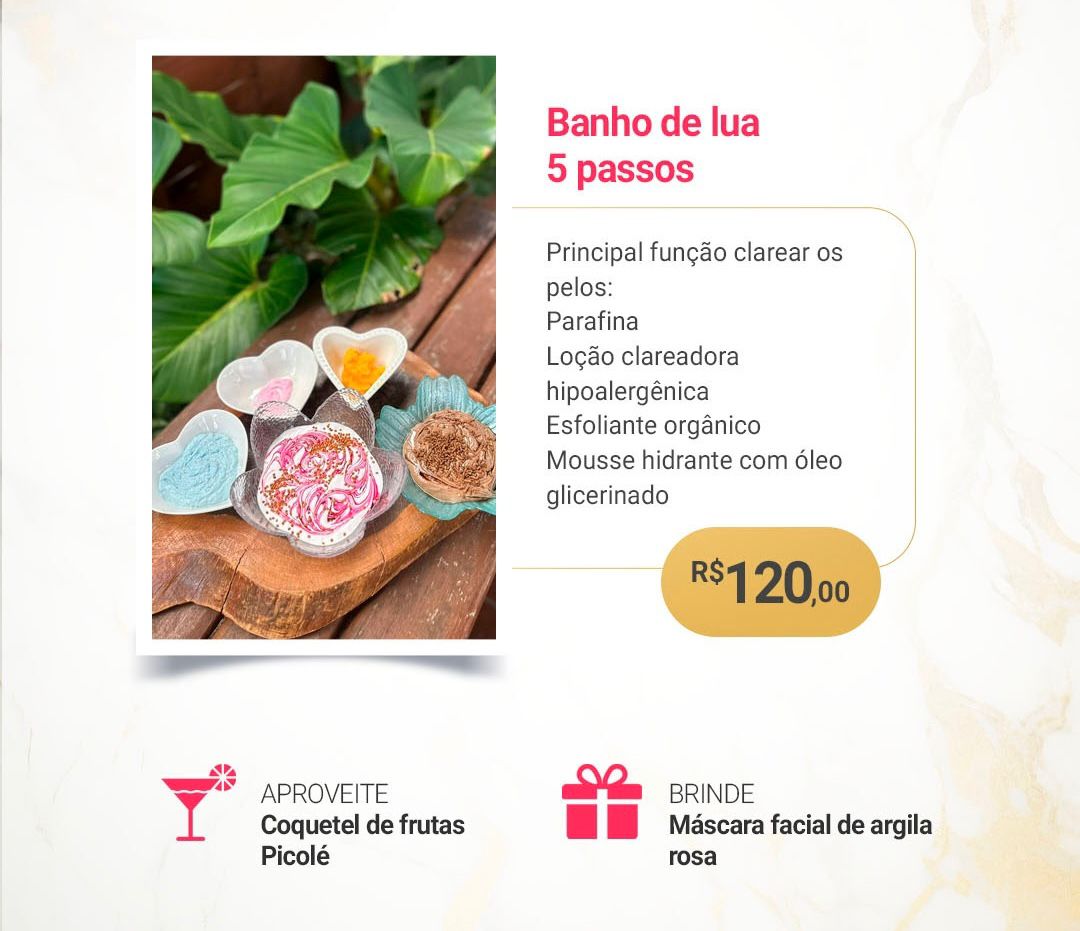 Banho de lua
5 passos
Principal função clarear os
pelos:
Parafina
Loção clareadora
hipoalergênica
Esfoliante orgânico
Mousse hidrante com óleo
glicerinado
R$120,00
APROVEITE
Coquetel de frutas
Picolé
BRINDE
Máscara facial de argila
rosa